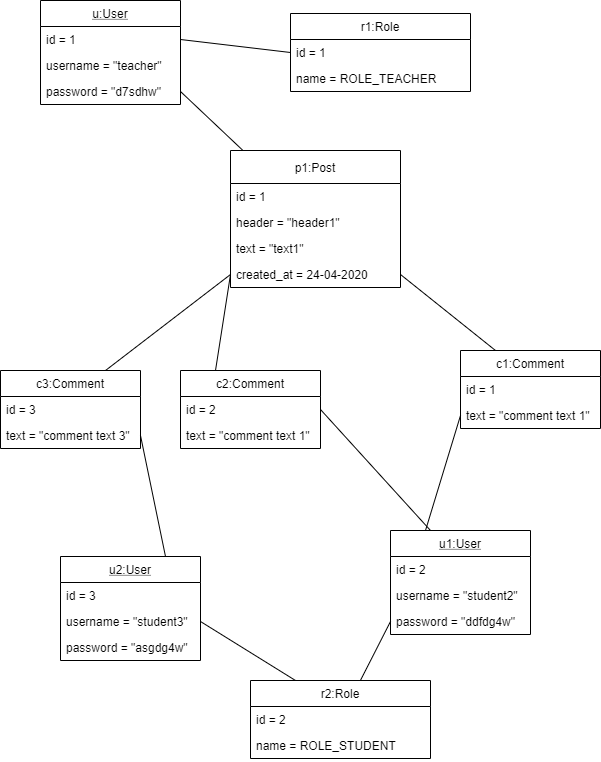 u:User
id = 1
username = "teacher"
password = "d7sdhw"
r1:Role
id = 1
name = ROLE_TEACHER
p1:Post
id = 1
header = "header1"
text = "text1"
created_at = 24-04-2020
c3:Comment
id = 3
text = "comment text 3"
c2:Comment
id = 2
text = "comment text 1"
c1:Comment
id = 1
text = "comment text 1"
u2:User
id = 3
username = "student3"
password = "asgdg4w"
u1:User
id = 2
username = "student2"
password = "ddfdg4w"
r2:Role
id = 2
name = ROLE_STUDENT